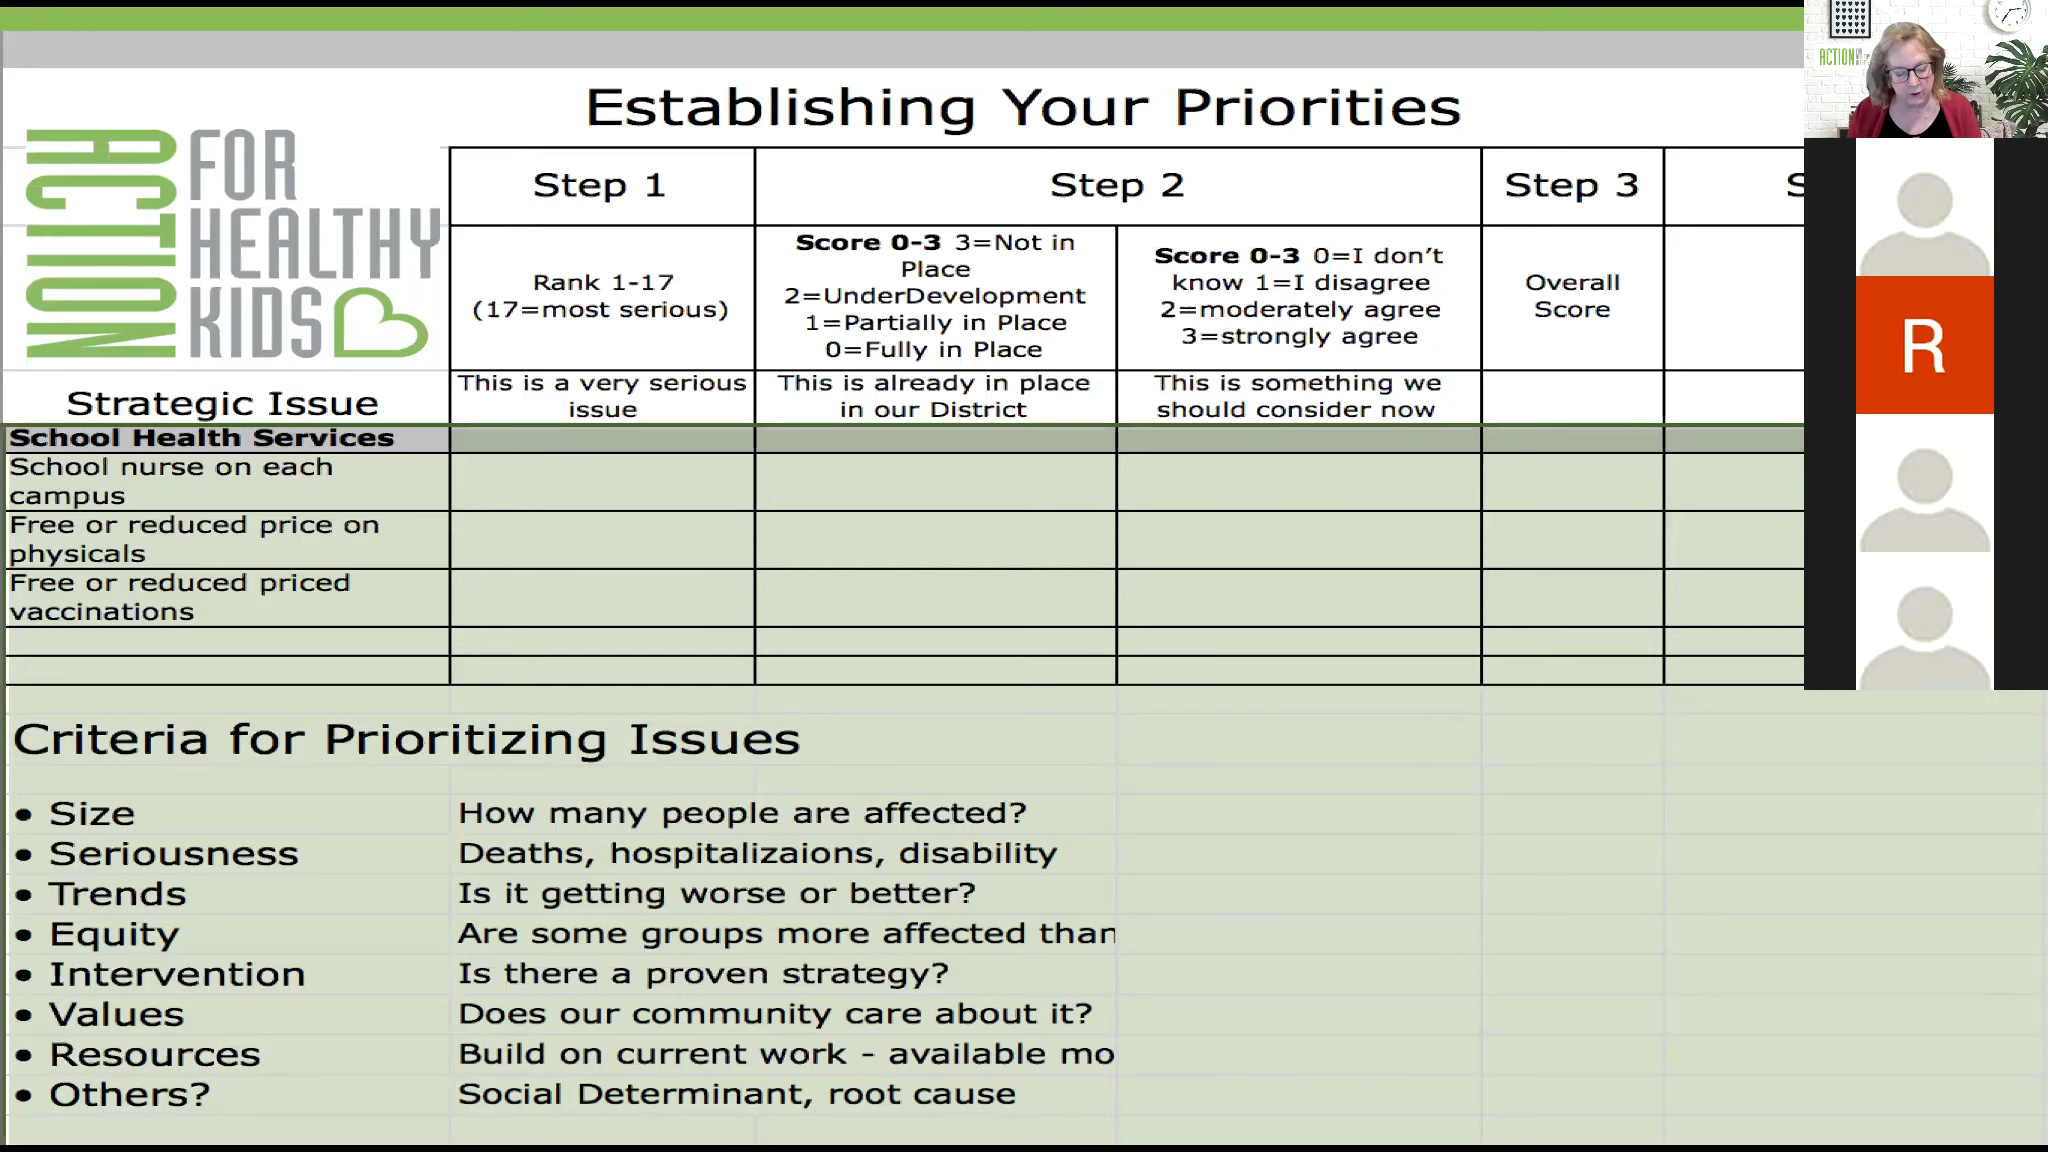 Establishing Your Priorities
ACTION
FOR
HEALTHY
KIDS
Step 1
Step 2
Step 3
S
Rank 1-17
(17=most serious)
Score 0-3 3=Not in
Place
2=UnderDevelopment
1=Partially in Place
0=Fully in Place
Score 0-3 0=I don’t
know 1=I disagree
2=moderately agree
3=strongly agree
Overall
Score
Strategic Issue
This is a very serious
issue
This is already in place
in our District
This is something we
should consider now
School Health Services
School nurse on each
campus
Free or reduced price on
physicals
Free or reduced priced
vaccinations
Criteria for Prioritizing Issues
• Size How many people are affected?
• Seriousness Deaths, hospitalizaions, disability
• Trends Is it getting worse or better?
• Equity Are some groups more affected than
• Intervention Is there a proven strategy?
• Values Does our community care about it?
• Resources Build on current work - available mo
• Others? Social Determinant, root cause
ACTION
R